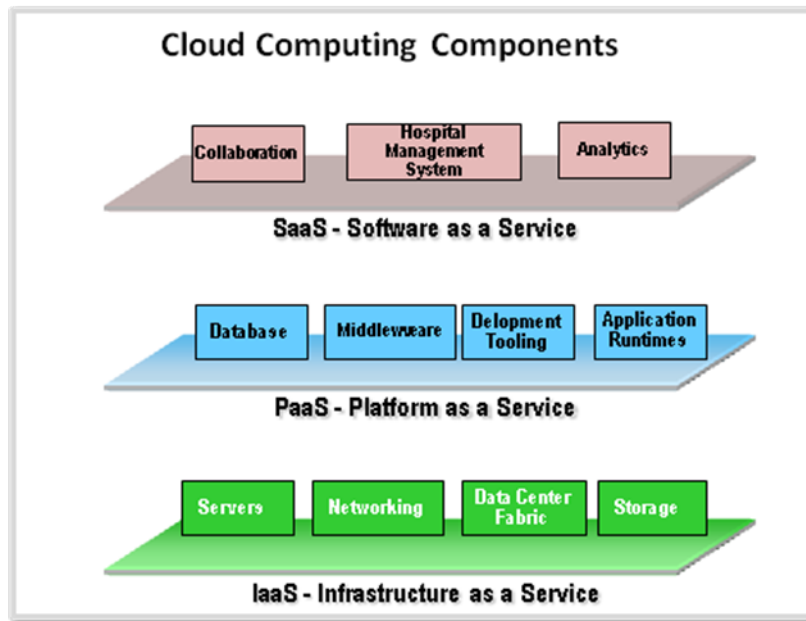 Cloud Computing Components
Collaboration
Hospital
Management
System
Analytics
SaaS - Software as a Service
Database
Middlewware
Delopment
Tooling
Application
Runtimes
PaaS - Platform as a Service
Servers
Networking
Data Center
Fabric
Storage
IaaS - Infrastructure as a Service